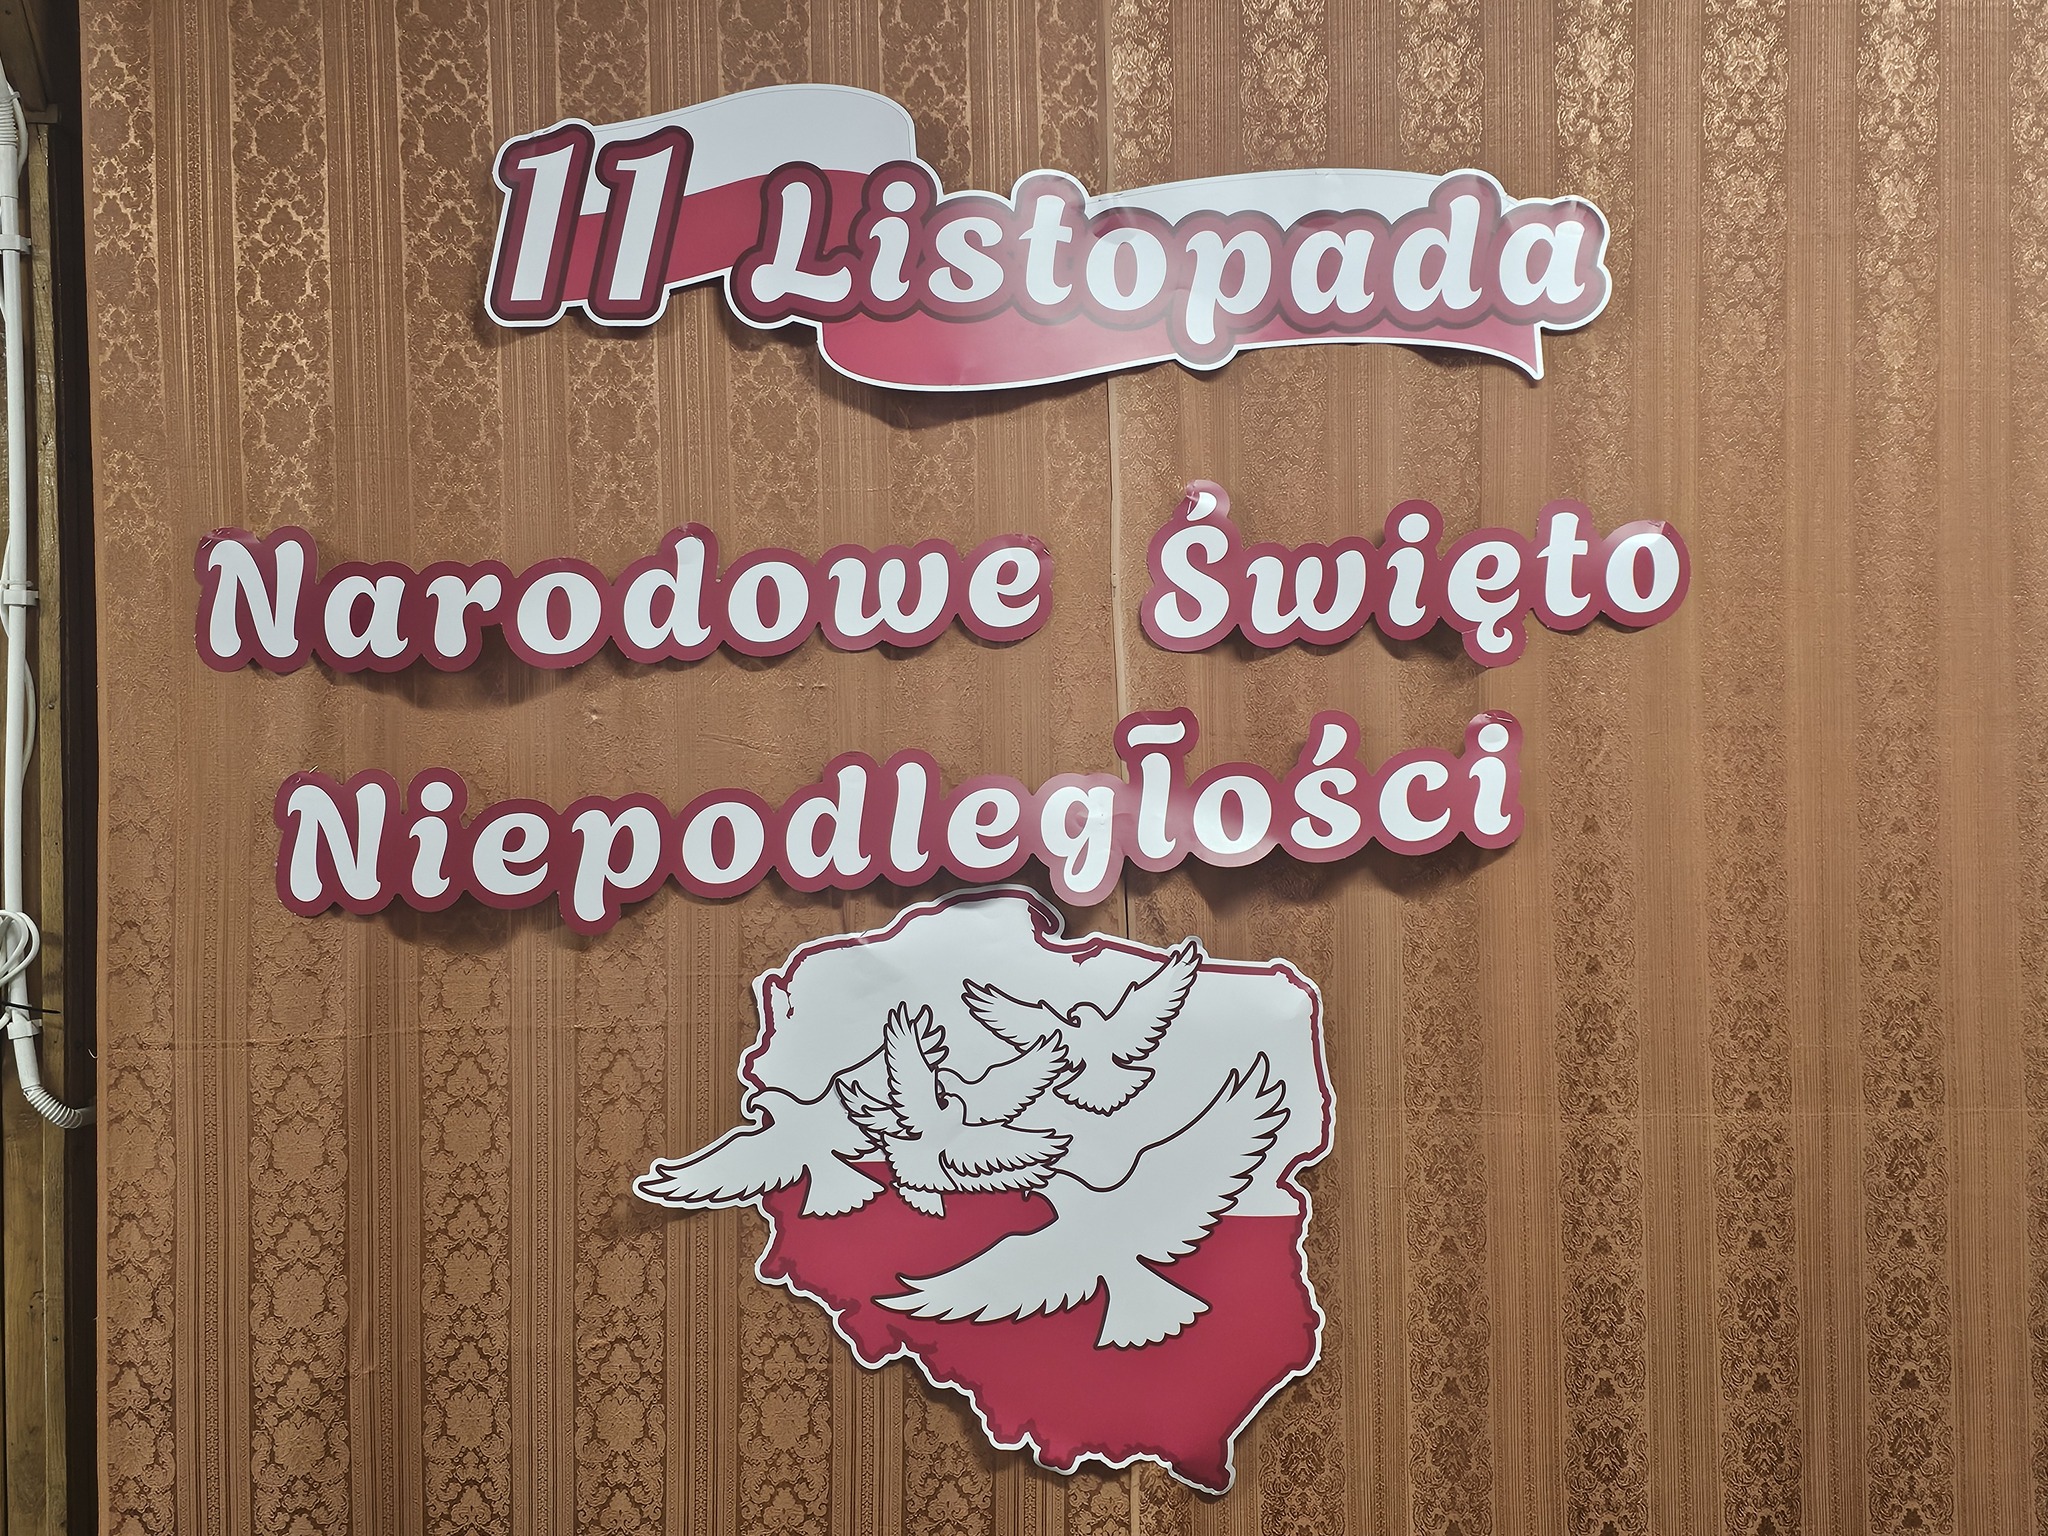 11 Listopada
Narodowe Święto
Niepodległości